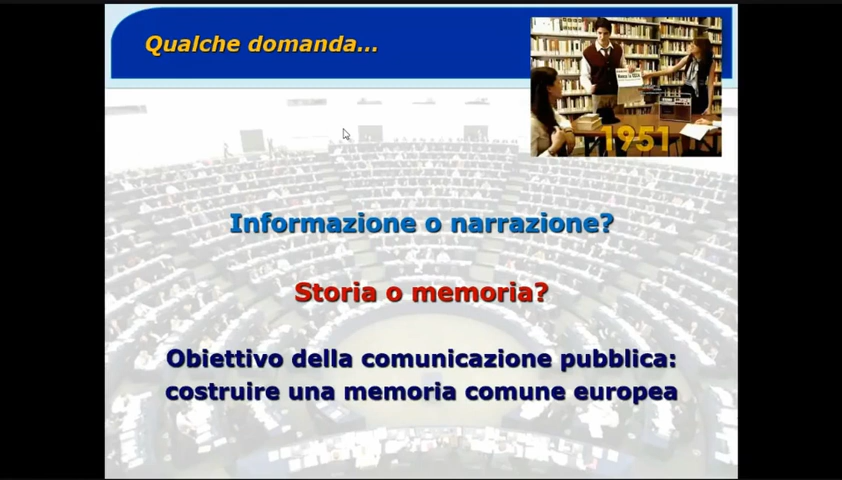 Qualche domanda...
1951
Informazione o narrazione?
Storia o memoria?
Obiettivo della comunicazione pubblica:
costruire una memoria comune europea